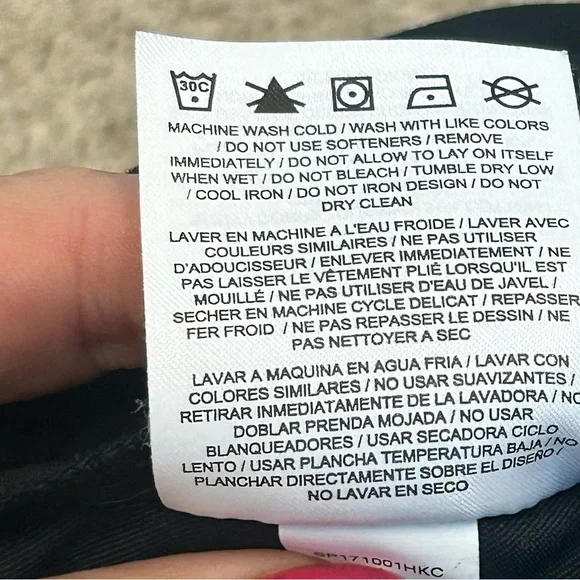 30C
MACHINE WASH COLD / WASH WITH LIKE COLORS
/ DO NOT USE SOFTENERS / REMOVE
IMMEDIATELY / DO NOT ALLOW TO LAY ON ITSELF
WHEN WET / DO NOT BLEACH / TUMBLE DRY LOW
/ COOL IRON / DO NOT IRON DESIGN / DO NOT
DRY CLEAN
LAVER EN MACHINE A L'EAU FROIDE / LAVER AVEC
COULEURS SIMILAIRES / NE PAS UTILISER
D'ADOUCISSEUR / ENLEVER IMMEDIATEMENT / NE
PAS LAISSER LE VÊTEMENT PLIÉ LORSQU'IL EST
MOUILLÉ / NE PAS UTILISER D'EAU DE JAVEL /
SECHER EN MACHINE CYCLE DELICAT / REPASSER
FER FROID / NE PAS REPASSER LE DESSIN / NE
PAS NETTOYER A SEC
LAVAR A MAQUINA EN AGUA FRIA / LAVAR CON
COLORES SIMILARES / NO USAR SUAVIZANTES /
RETIRAR INMEDIATAMENTE DE LA LAVADORA / NO
DOBLAR PRENDA MOJADA / NO USAR
BLANQUEADORES / USAR SECADORA CICLO
LENTO / USAR PLANCHA TEMPERATURA BAJA / NO
PLANCHAR DIRECTAMENTE SOBRE EL DISEÑO /
NO LAVAR EN SECO
SP171001HKC